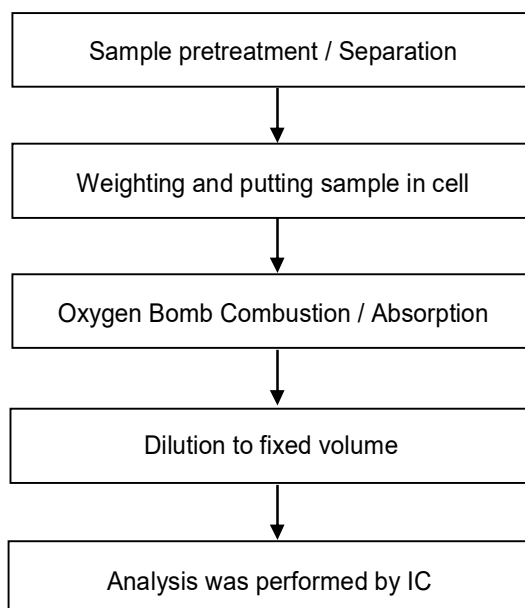 Sample pretreatment / Separation
Weighting and putting sample in cell
Oxygen Bomb Combustion / Absorption
Dilution to fixed volume
Analysis was performed by IC